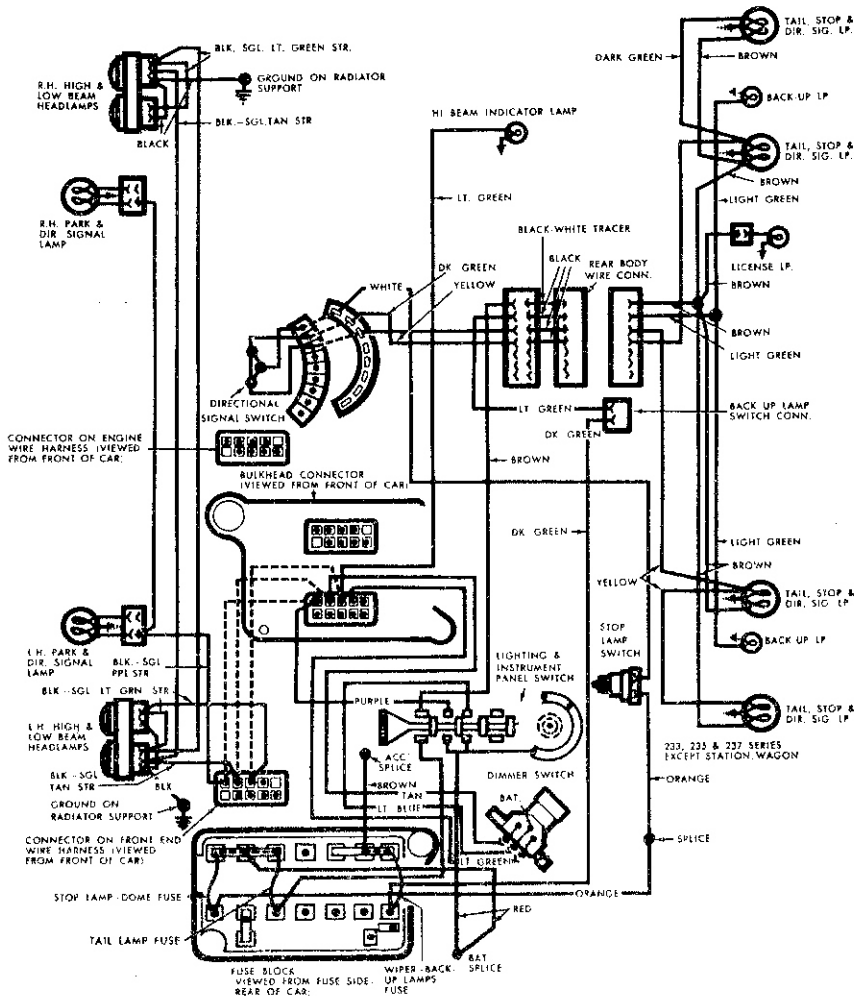 BLK. SGL. LT. GREEN STR.
R.H. HIGH &
LOW BEAM
HEADLAMPS
GROUND ON RADIATOR
SUPPORT
BLK.-SGL.TAN STR
BLACK
HI BEAM INDICATOR LAMP
DARK GREEN
BROWN
TAIL, STOP &
DIR. SIG. LP.
BACK-UP LP
TAIL, STOP &
DIR. SIG. LP.
BROWN
LIGHT GREEN
R.H. PARK &
DIR SIGNAL
LAMP
LT. GREEN
BLACK-WHITE TRACER
BLACK
REAR BODY
WIRE CONN.
LICENSE LP.
BROWN
DK GREEN
YELLOW
WHITE
BROWN
LIGHT GREEN
DIRECTIONAL
SIGNAL SWITCH
LT GREEN
DK GREEN
BACK UP LAMP
SWITCH CONN.
CONNECTOR ON ENGINE
WIRE HARNESS (VIEWED
FROM FRONT OF CAR;
BROWN
BULKHEAD CONNECTOR
(VIEWED FROM FRONT OF CAR)
DK GREEN
LIGHT GREEN
BROWN
YELLOW
TAIL, STOP &
DIR. SIG LP
STOP
LAMP
SWITCH
BACK-UP LP
L H. PARK &
DIR. SIGNAL
LAMP
BLK.-SGL
PPL STR
BLK-SGL LT GRN STR
LIGHTING &
INSTRUMENT
PANEL SWITCH
PURPLE
L H. HIGH &
LOW BEAM
HEADLAMPS
TAIL, STOP &
DIR. SIG LP
233, 235 & 237 SERIES
EXCEPT STATION, WAGON
ACC
SPLICE
DIMMER SWITCH
BLK-SGL
TAN STR
BLK
BROWN
TAN
LT BLUE
BAT.
ORANGE
GROUND ON
RADIATOR SUPPORT
CONNECTOR ON FRONT END
WIRE HARNESS (VIEWED
FROM FRONT OF CAR)
LT GREEN
SPLICE
STOP LAMP-DOME FUSE
ORANGE
RED
TAIL LAMP FUSE
BAT
SPLICE
FUSE BLOCK
VIEWED FROM FUSE SIDE-
REAR OF CAR;
WIPER-BACK-
UP LAMPS
FUSE